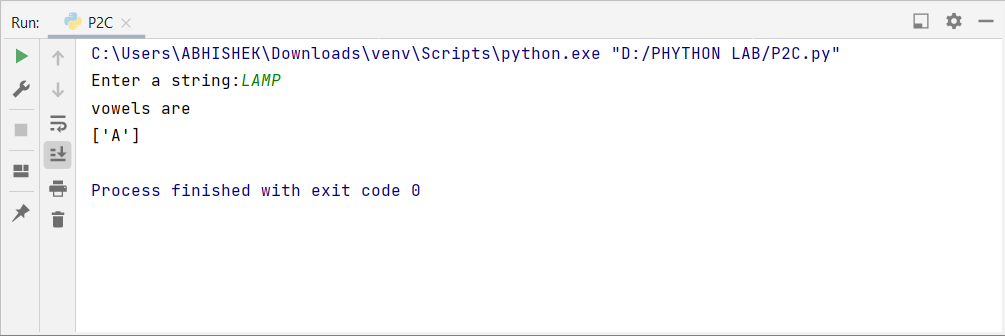 Run: P2C
C:\Users\ABHISHEK\Downloads\venv\Scripts\python.exe "D:/PHYTHON LAB/P2C.py"
Enter a string:LAMP
vowels are
['A']
Process finished with exit code 0